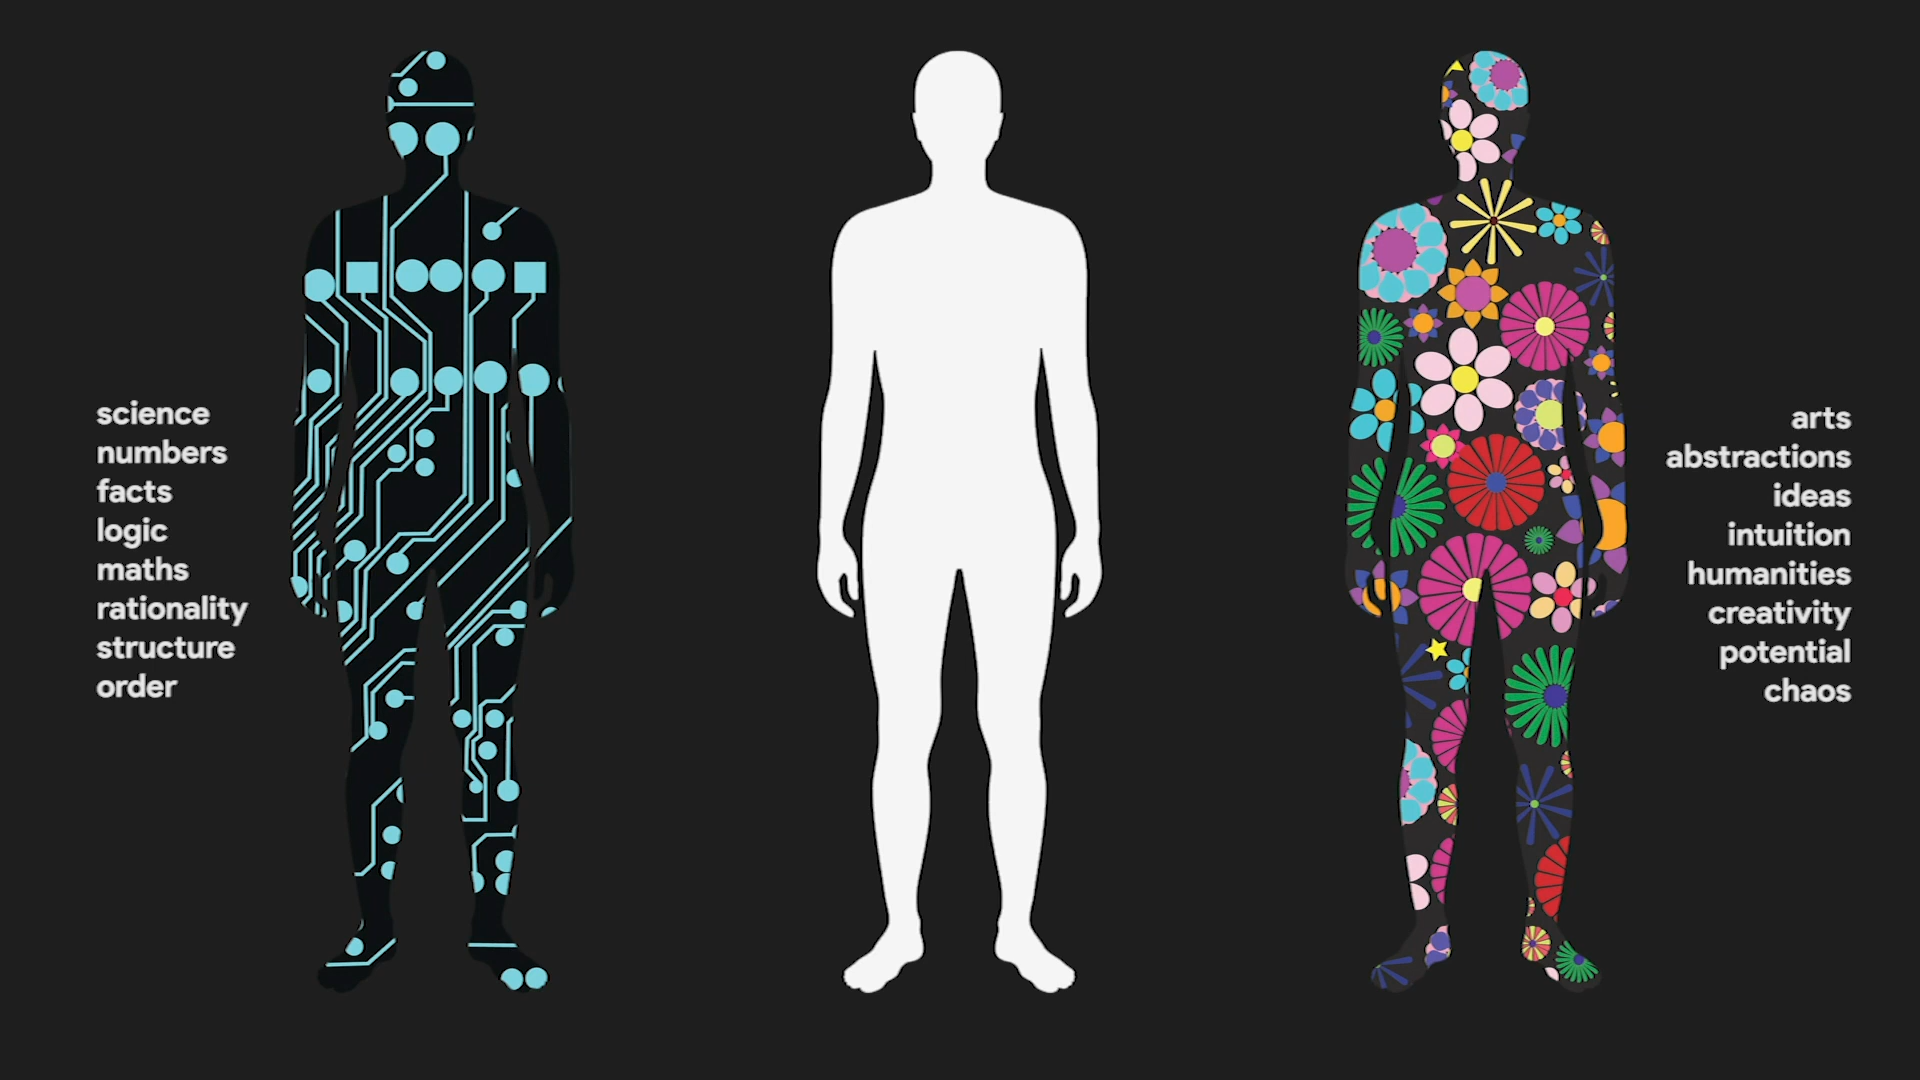 science
numbers
facts
logic
maths
rationality
structure
order
arts
abstractions
ideas
intuition
humanities
creativity
potential
chaos